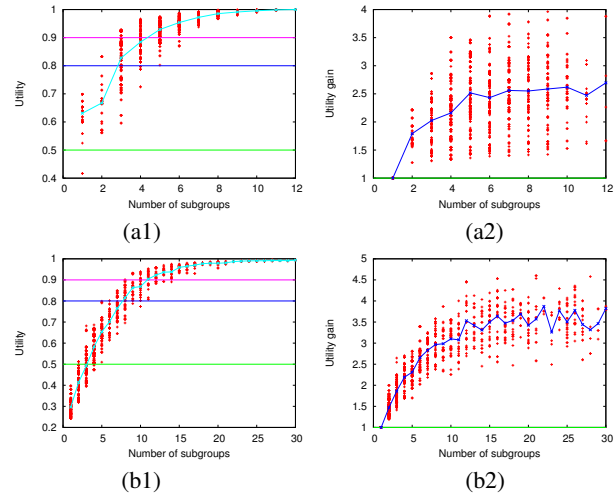 1
0.9
0.8
0.7
0.6
0.5
0.4
Utility
0 2 4 6 8 10 12
Number of subgroups
(a1)
4
3.5
3
2.5
2
1.5
1
Utility gain
0 2 4 6 8 10 12
Number of subgroups
(a2)
1
0.9
0.8
0.7
0.6
0.5
0.4
0.3
0.2
Utility
0 5 10 15 20 25 30
Number of subgroups
(b1)
5
4.5
4
3.5
3
2.5
2
1.5
1
Utility gain
0 5 10 15 20 25 30
Number of subgroups
(b2)